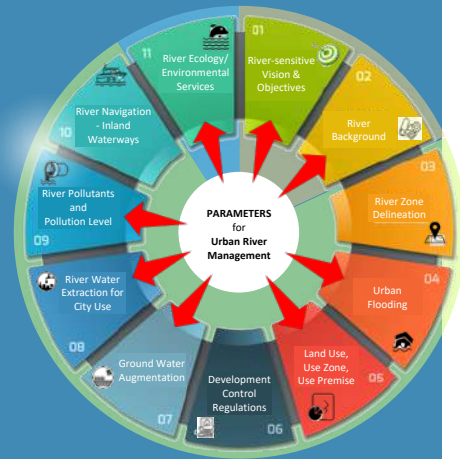 PARAMETERS
for
Urban River
Management
01
River-sensitive
Vision &
Objectives
02
River
Background
03
River Zone
Delineation
04
Urban
Flooding
Land Use,
Use Zone,
Use Premise
05
Development
Control
Regulations
06
Ground Water
Augmentation
07
River Water
Extraction for
City Use
08
River Pollutants
and
Pollution Level
09
River Navigation
- Inland
Waterways
10
11
River Ecology/
Environmental
Services